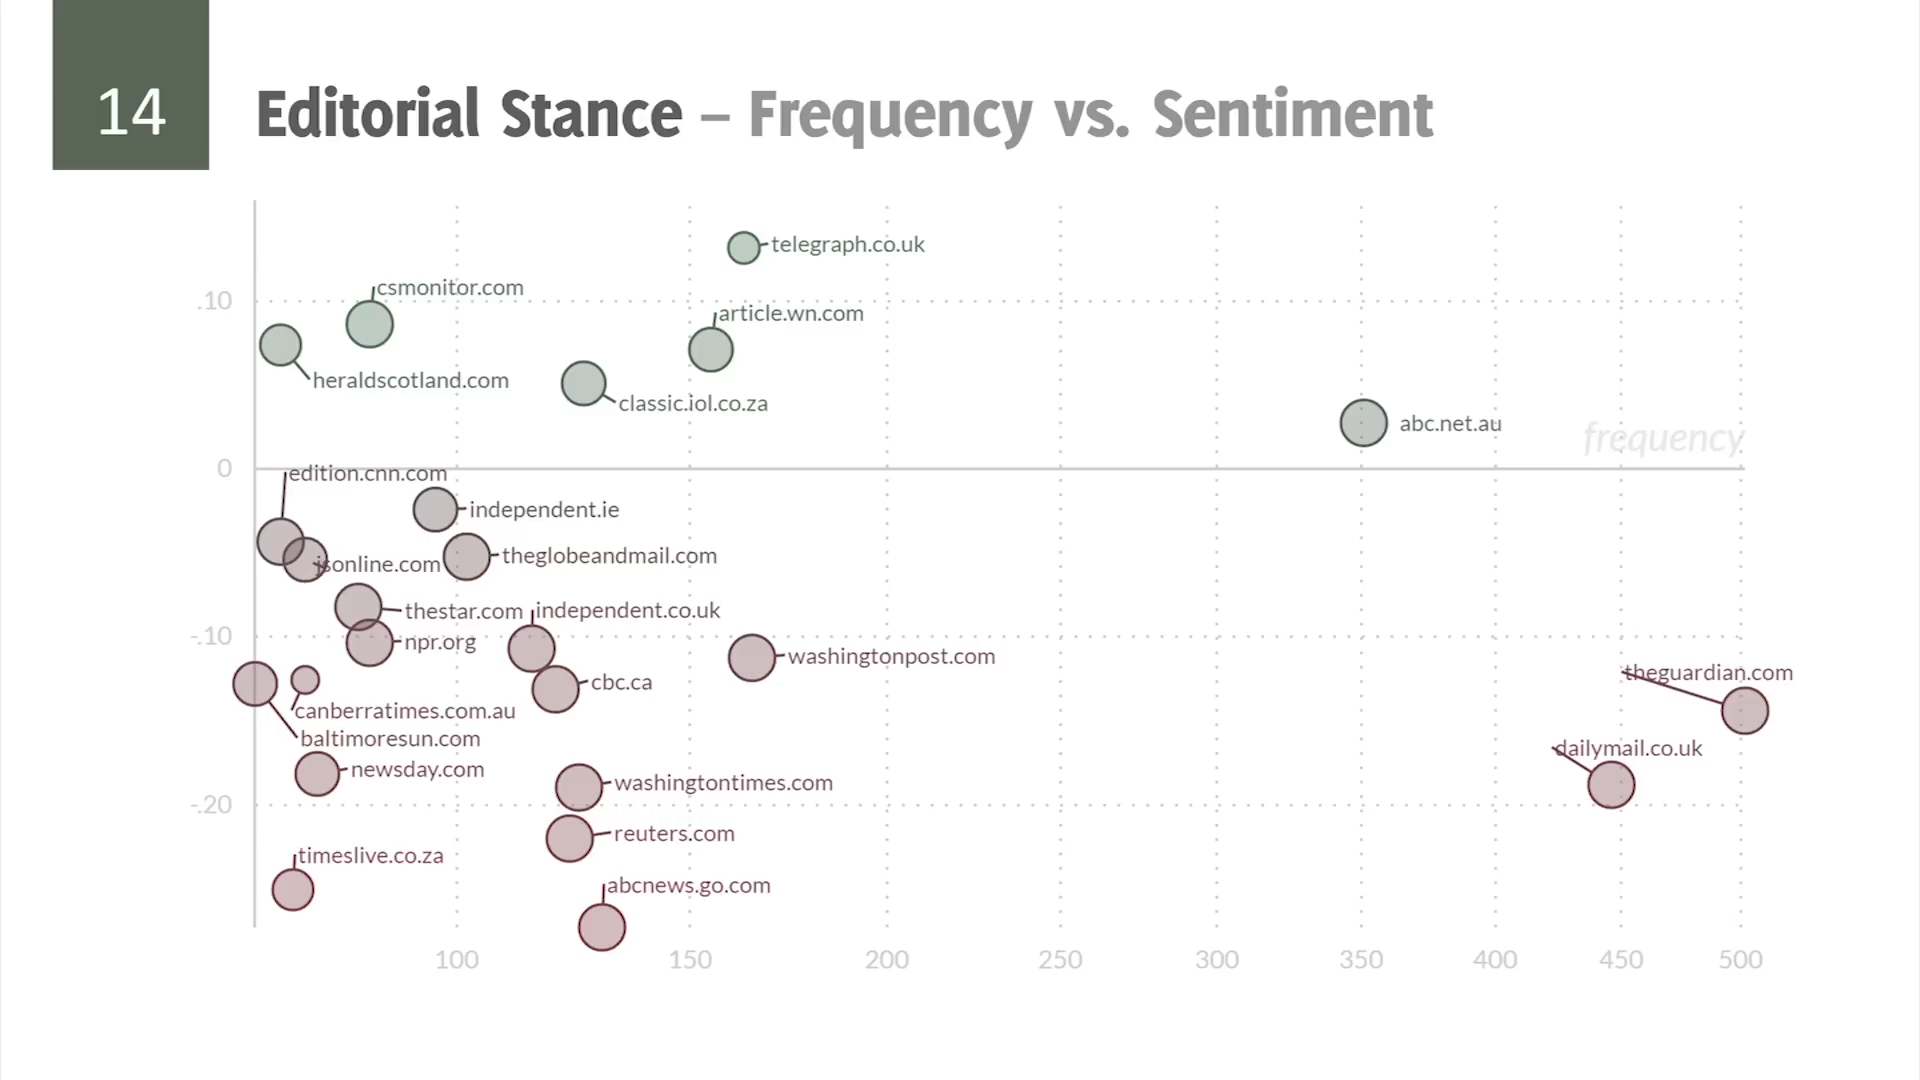 14
Editorial Stance – Frequency vs. Sentiment
telegraph.co.uk
csmonitor.com
.10
article.wn.com
heraldscotland.com
classic.iol.co.za
abc.net.au
frequency
0
edition.cnn.com
independent.ie
theglobeandmail.com
jsonline.com
thestar.com
independent.co.uk
-.10
npr.org
washingtonpost.com
theguardian.com
cbc.ca
canberratimes.com.au
baltimoresun.com
dailymail.co.uk
newsday.com
washingtontimes.com
-.20
reuters.com
timeslive.co.za
abcnews.go.com
100 150 200 250 300 350 400 450 500